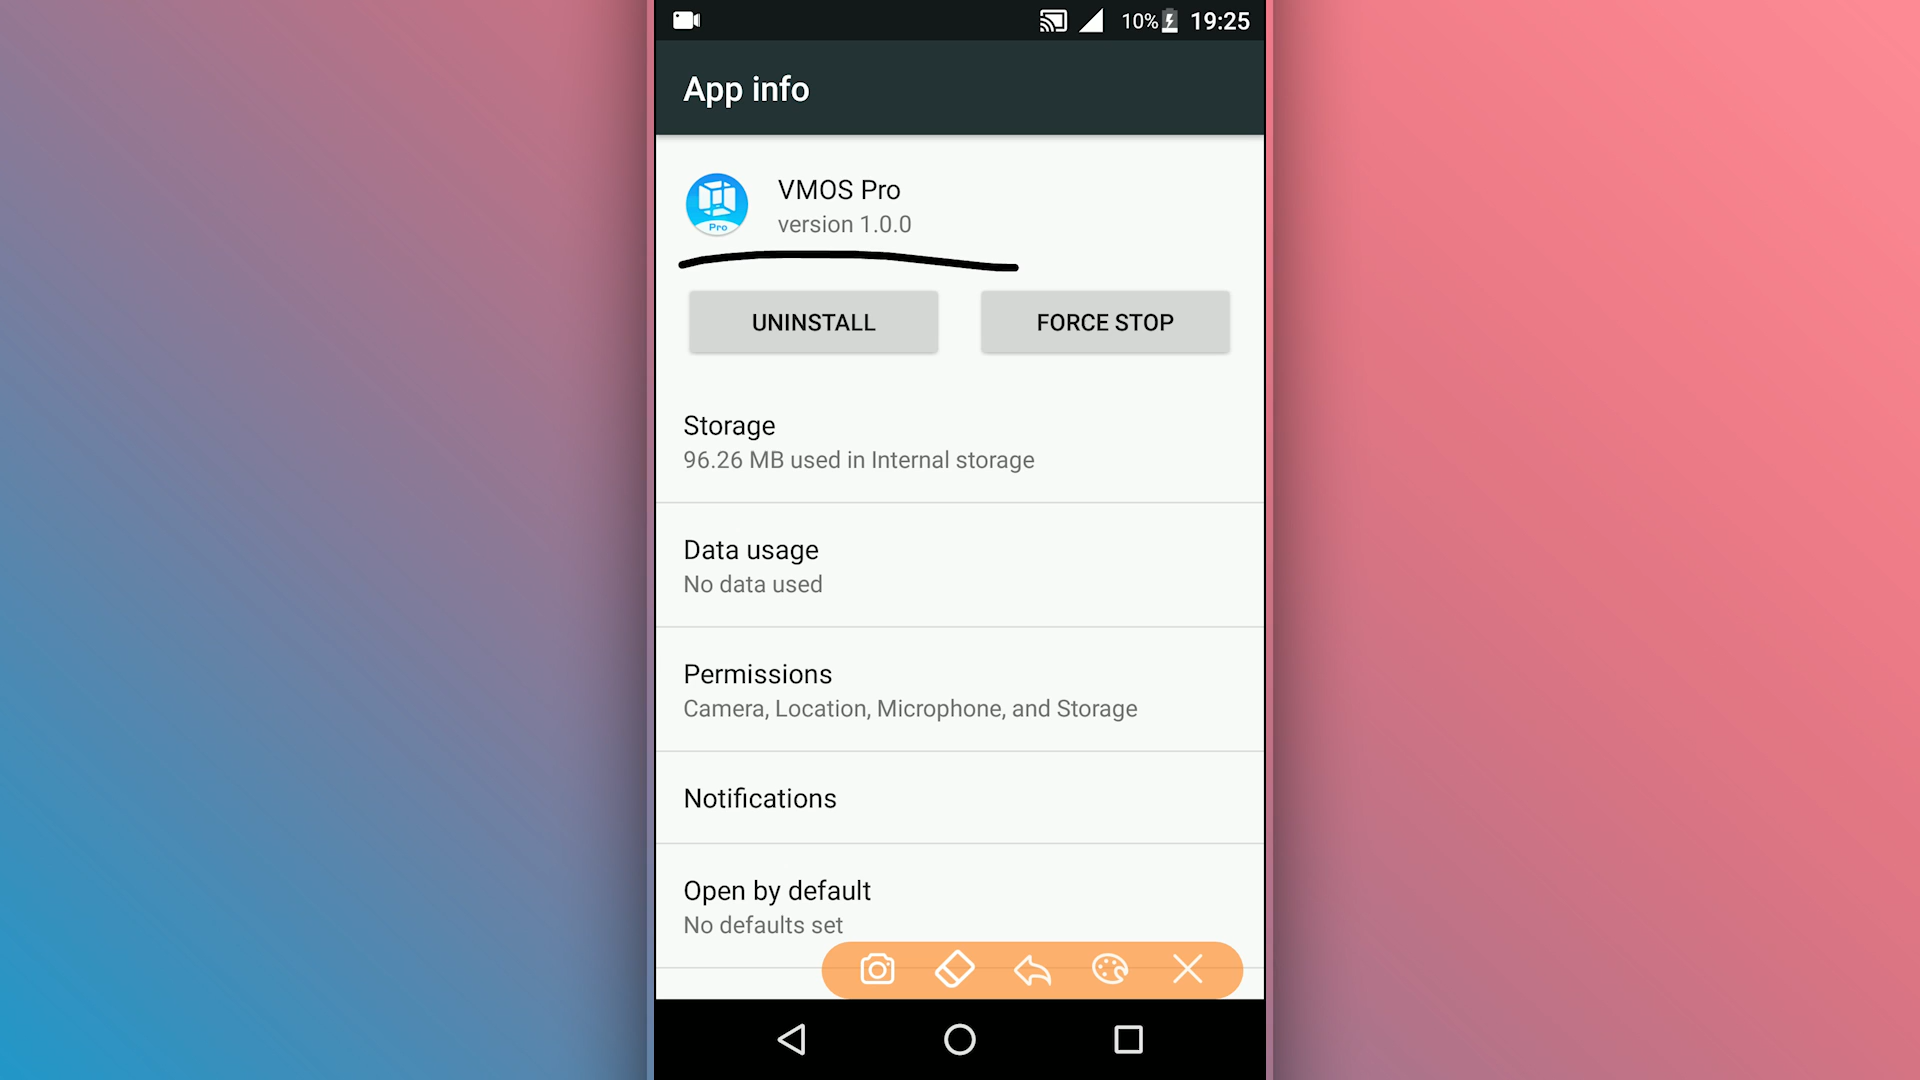 10% 19:25
App info
VMOS Pro
version 1.0.0
Pro
UNINSTALL
FORCE STOP
Storage
96.26 MB used in Internal storage
Data usage
No data used
Permissions
Camera, Location, Microphone, and Storage
Notifications
Open by default
No defaults set